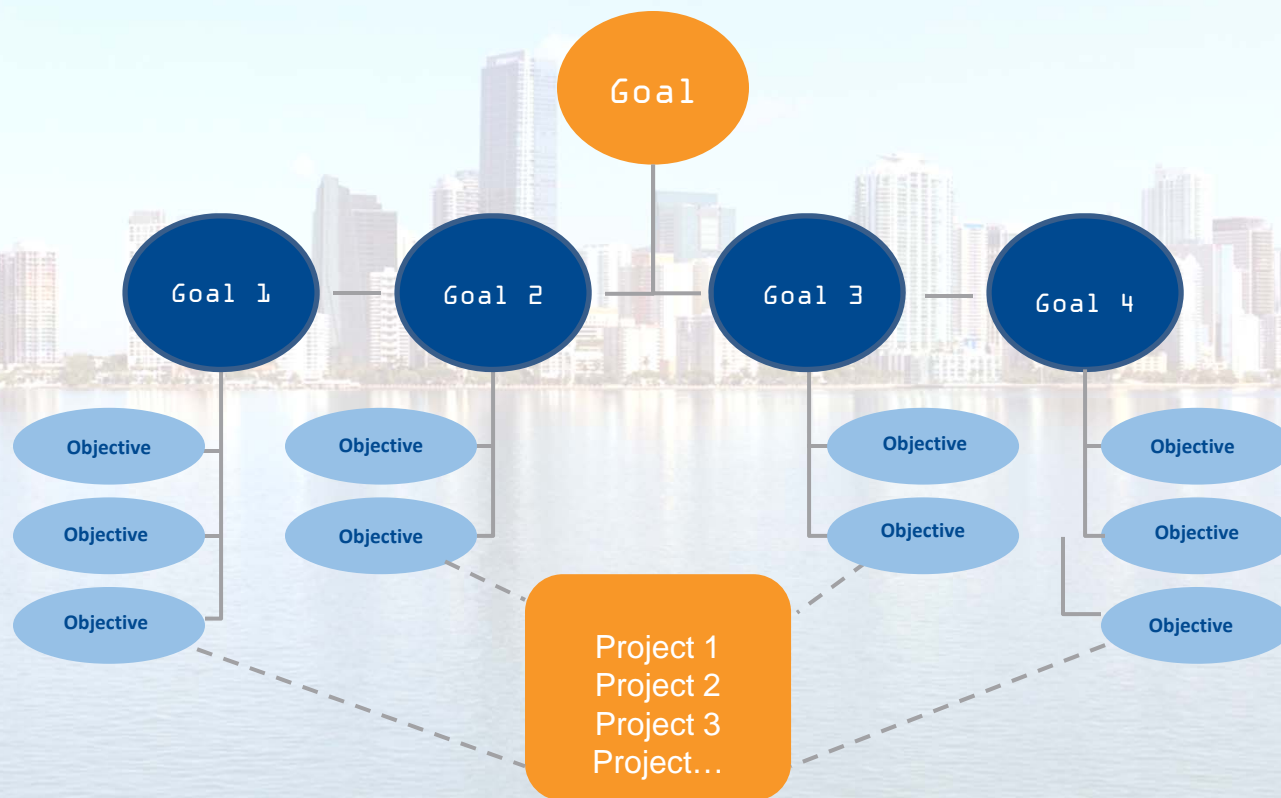 Goal
Goal 1
Goal 2
Goal 3
Goal 4
Objective
Objective
Objective
Objective
Objective
Objective
Objective
Objective
Objective
Objective
Project 1
Project 2
Project 3
Project…